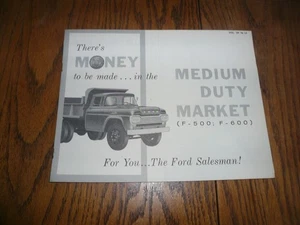 There's
MONEY
to be made... in the
MEDIUM
DUTY
MARKET
(F-500; F-600)
For You...The Ford Salesman!